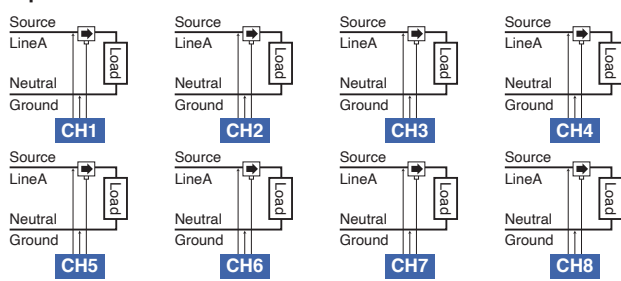 Source Source Source Source
LineA LineA LineA LineA
Load Load Load Load
Neutral Neutral Neutral Neutral
Ground Ground Ground Ground
CH1 CH2 CH3 CH4
Source Source Source Source
LineA LineA LineA LineA
Load Load Load Load
Neutral Neutral Neutral Neutral
Ground Ground Ground Ground
CH5 CH6 CH7 CH8